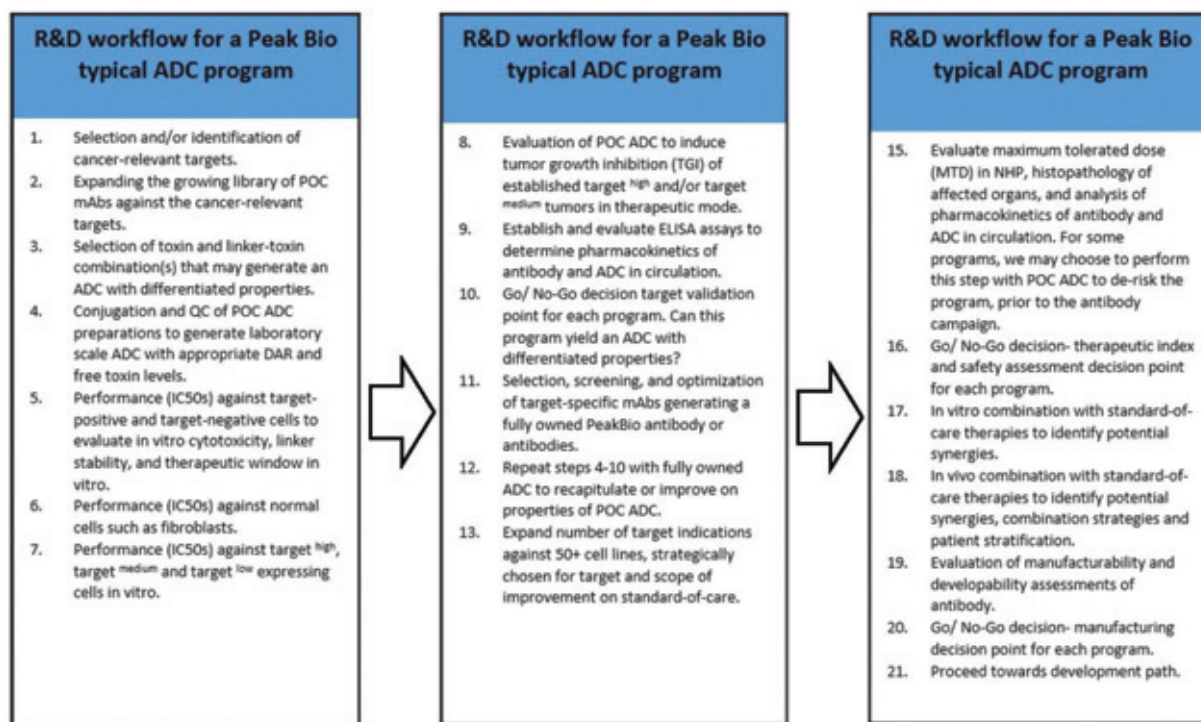 R&D workflow for a Peak Bio
typical ADC program
1. Selection and/or identification of
cancer-relevant targets.
2. Expanding the growing library of POC
mAbs against the cancer-relevant
targets.
3. Selection of toxin and linker-toxin
combination(s) that may generate an
ADC with differentiated properties.
4. Conjugation and QC of POC ADC
preparations to generate laboratory
scale ADC with appropriate DAR and
free toxin levels.
5. Performance (IC50s) against target-
positive and target-negative cells to
evaluate in vitro cytotoxicity, linker
stability, and therapeutic window in
vitro.
6. Performance (IC50s) against normal
cells such as fibroblasts.
7. Performance (IC50s) against target high,
target medium and target low expressing
cells in vitro.
R&D workflow for a Peak Bio
typical ADC program
8. Evaluation of POC ADC to induce
tumor growth inhibition (TGI) of
established target high and/or target
medium tumors in therapeutic mode.
9. Establish and evaluate ELISA assays to
determine pharmacokinetics of
antibody and ADC in circulation.
10. Go/ No-Go decision target validation
point for each program. Can this
program yield an ADC with
differentiated properties?
11. Selection, screening, and optimization
of target-specific mAbs generating a
fully owned PeakBio antibody or
antibodies.
12. Repeat steps 4-10 with fully owned
ADC to recapitulate or improve on
properties of POC ADC.
13. Expand number of target indications
against 50+ cell lines, strategically
chosen for target and scope of
improvement on standard-of-care.
R&D workflow for a Peak Bio
typical ADC program
15. Evaluate maximum tolerated dose
(MTD) in NHP, histopathology of
affected organs, and analysis of
pharmacokinetics of antibody and
ADC in circulation. For some
programs, we may choose to perform
this step with POC ADC to de-risk the
program, prior to the antibody
campaign.
16. Go/ No-Go decision- therapeutic index
and safety assessment decision point
for each program.
17. In vitro combination with standard-of-
care therapies to identify potential
synergies.
18. In vivo combination with standard-of-
care therapies to identify potential
synergies, combination strategies and
patient stratification.
19. Evaluation of manufacturability and
developability assessments of
antibody.
20. Go/ No-Go decision- manufacturing
decision point for each program.
21. Proceed towards development path.